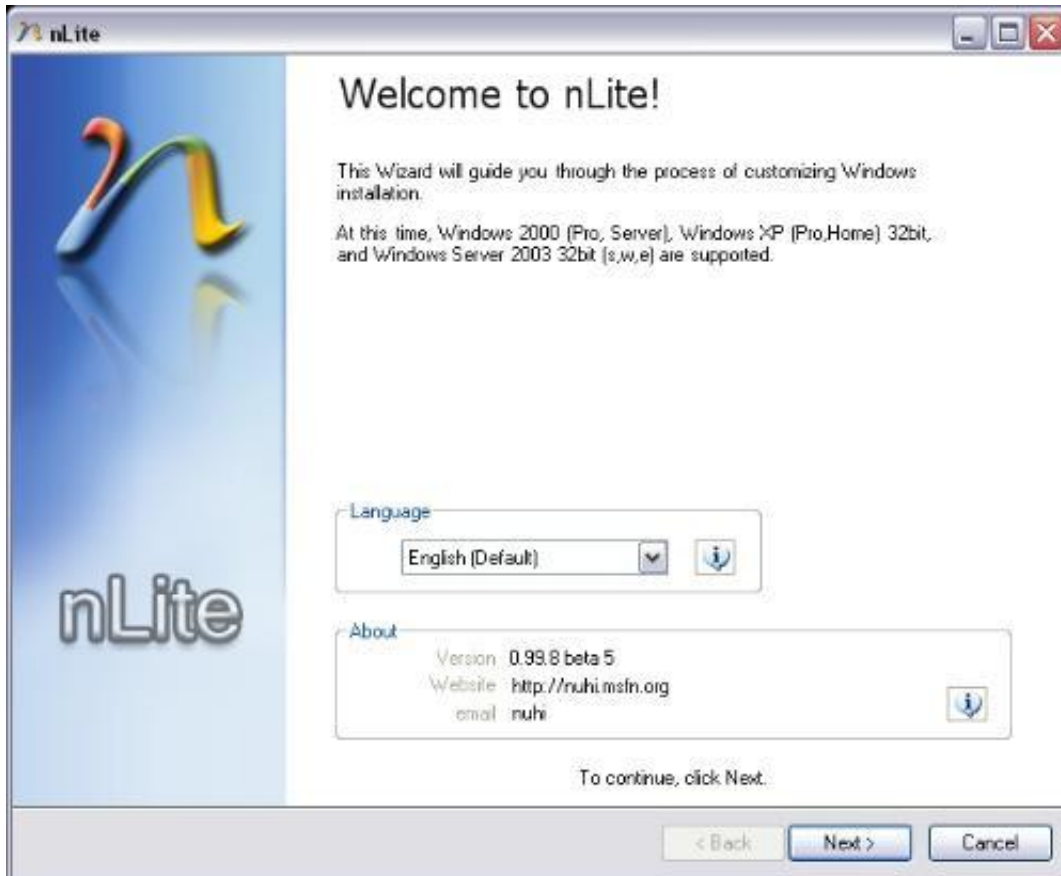 nLite
Welcome to nLite!
This Wizard will guide you through the process of customizing Windows
installation.
At this time, Windows 2000 (Pro, Server), Windows XP (Pro,Home) 32bit,
and Windows Server 2003 32bit (s,w,e) are supported.
Language
English (Default)
nLite
About
Version 0.99.8 beta 5
Website http://nuhi.msfn.org
email nuhi
To continue, click Next.
< Back Next > Cancel